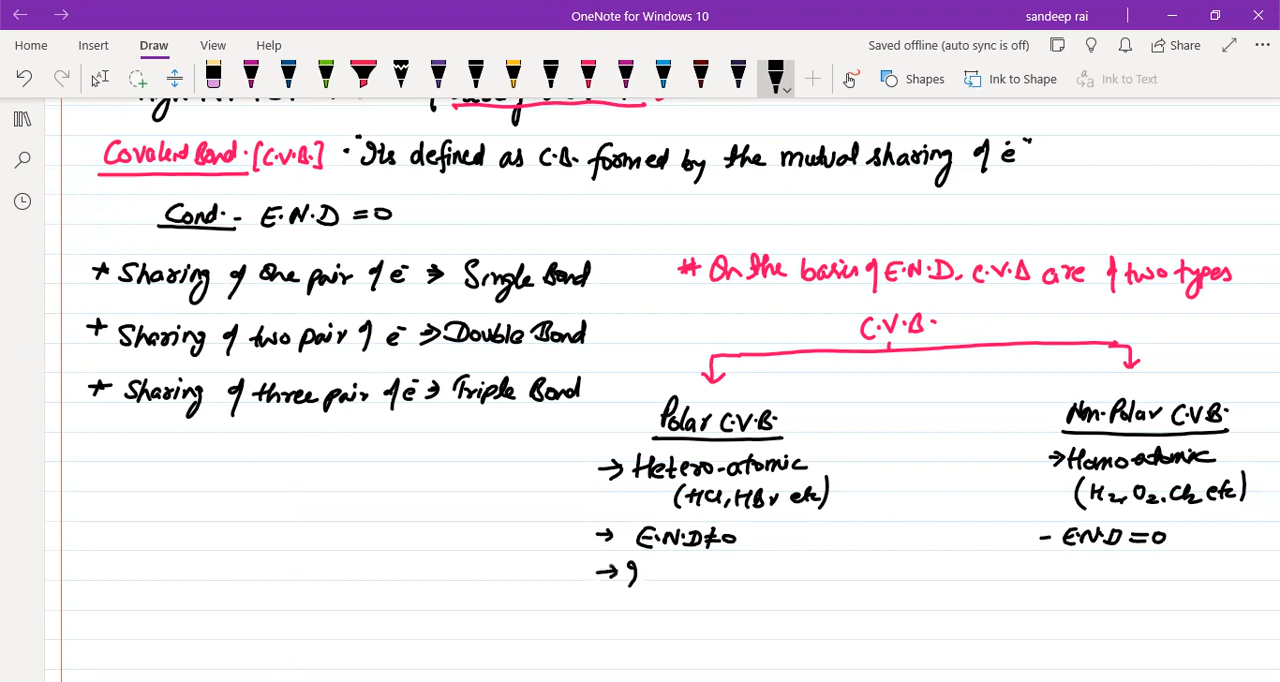 OneNote for Windows 10
sandeep rai
Home Insert Draw View Help
Saved offline (auto sync is off)
Share
Shapes
Ink to Shape
Ink to Text
Covalent Bond. [C.V.B.] . "Its defined as C.B. formed by the mutual sharing of e-"
Cond. - E.N.D = 0
* Sharing of One pair of e- => Single Bond
* Sharing of two pair of e- => Double Bond
* Sharing of three pair of e- => Triple Bond
# On the basis of E.N.D. C.V.B are of two types
C.V.B.
Polar C.V.B.
→ Hetero-atomic
(HCl, HBr etc)
→ E.N.D≠0
→
Non-Polar C.V.B.
→ Homo-atomic
(H2, O2, Cl2 etc)
- E.N.D = 0